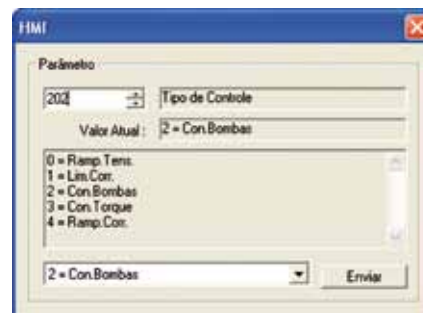 HMI
Parâmetro
202 Tipo de Controle
Valor Atual : 2 = Con.Bombas
0 = Ramp.Tens.
1 = Lim.Corr.
2 = Con.Bombas
3 = Con.Torque
4 = Ramp.Corr.
2 = Con.Bombas Enviar